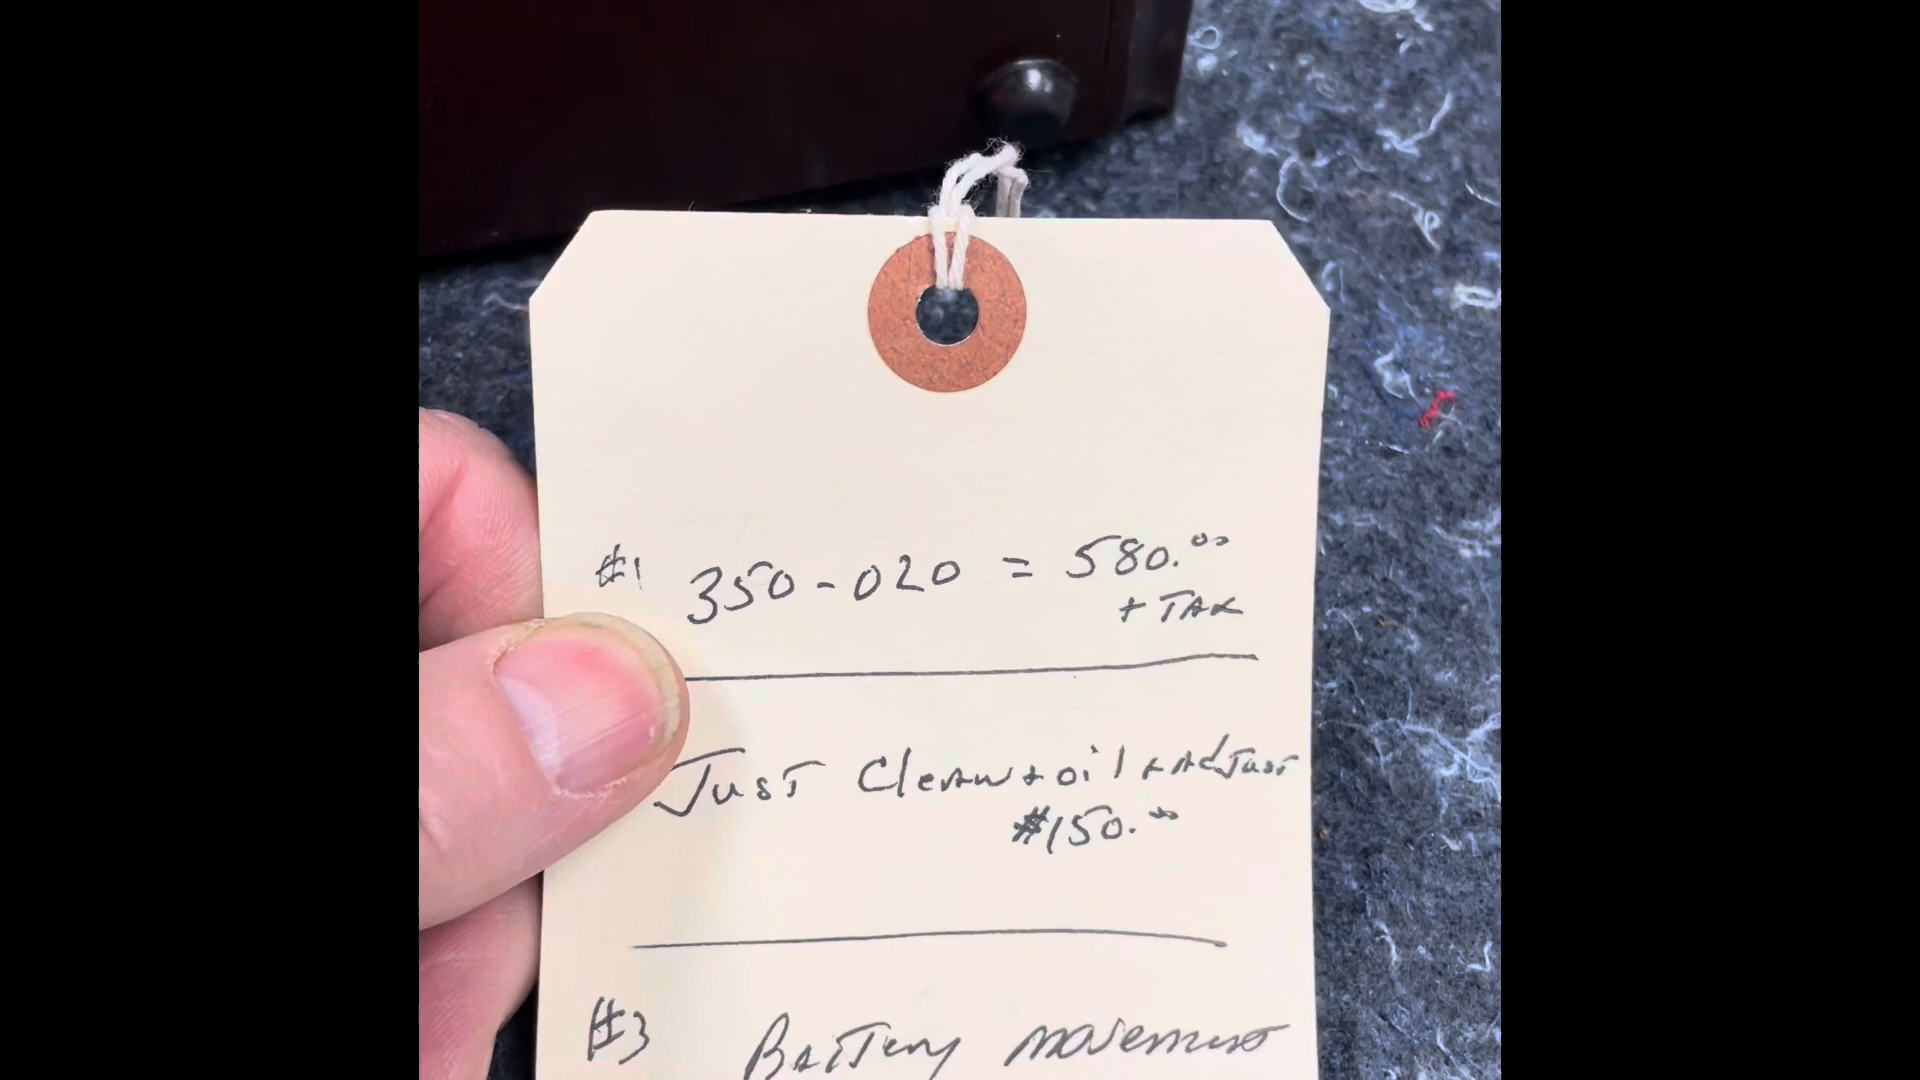 #1 350-020 = 580.00
+ TAX
JUST Clean + oil + AdJust
$150.00
#3 BATTery movement